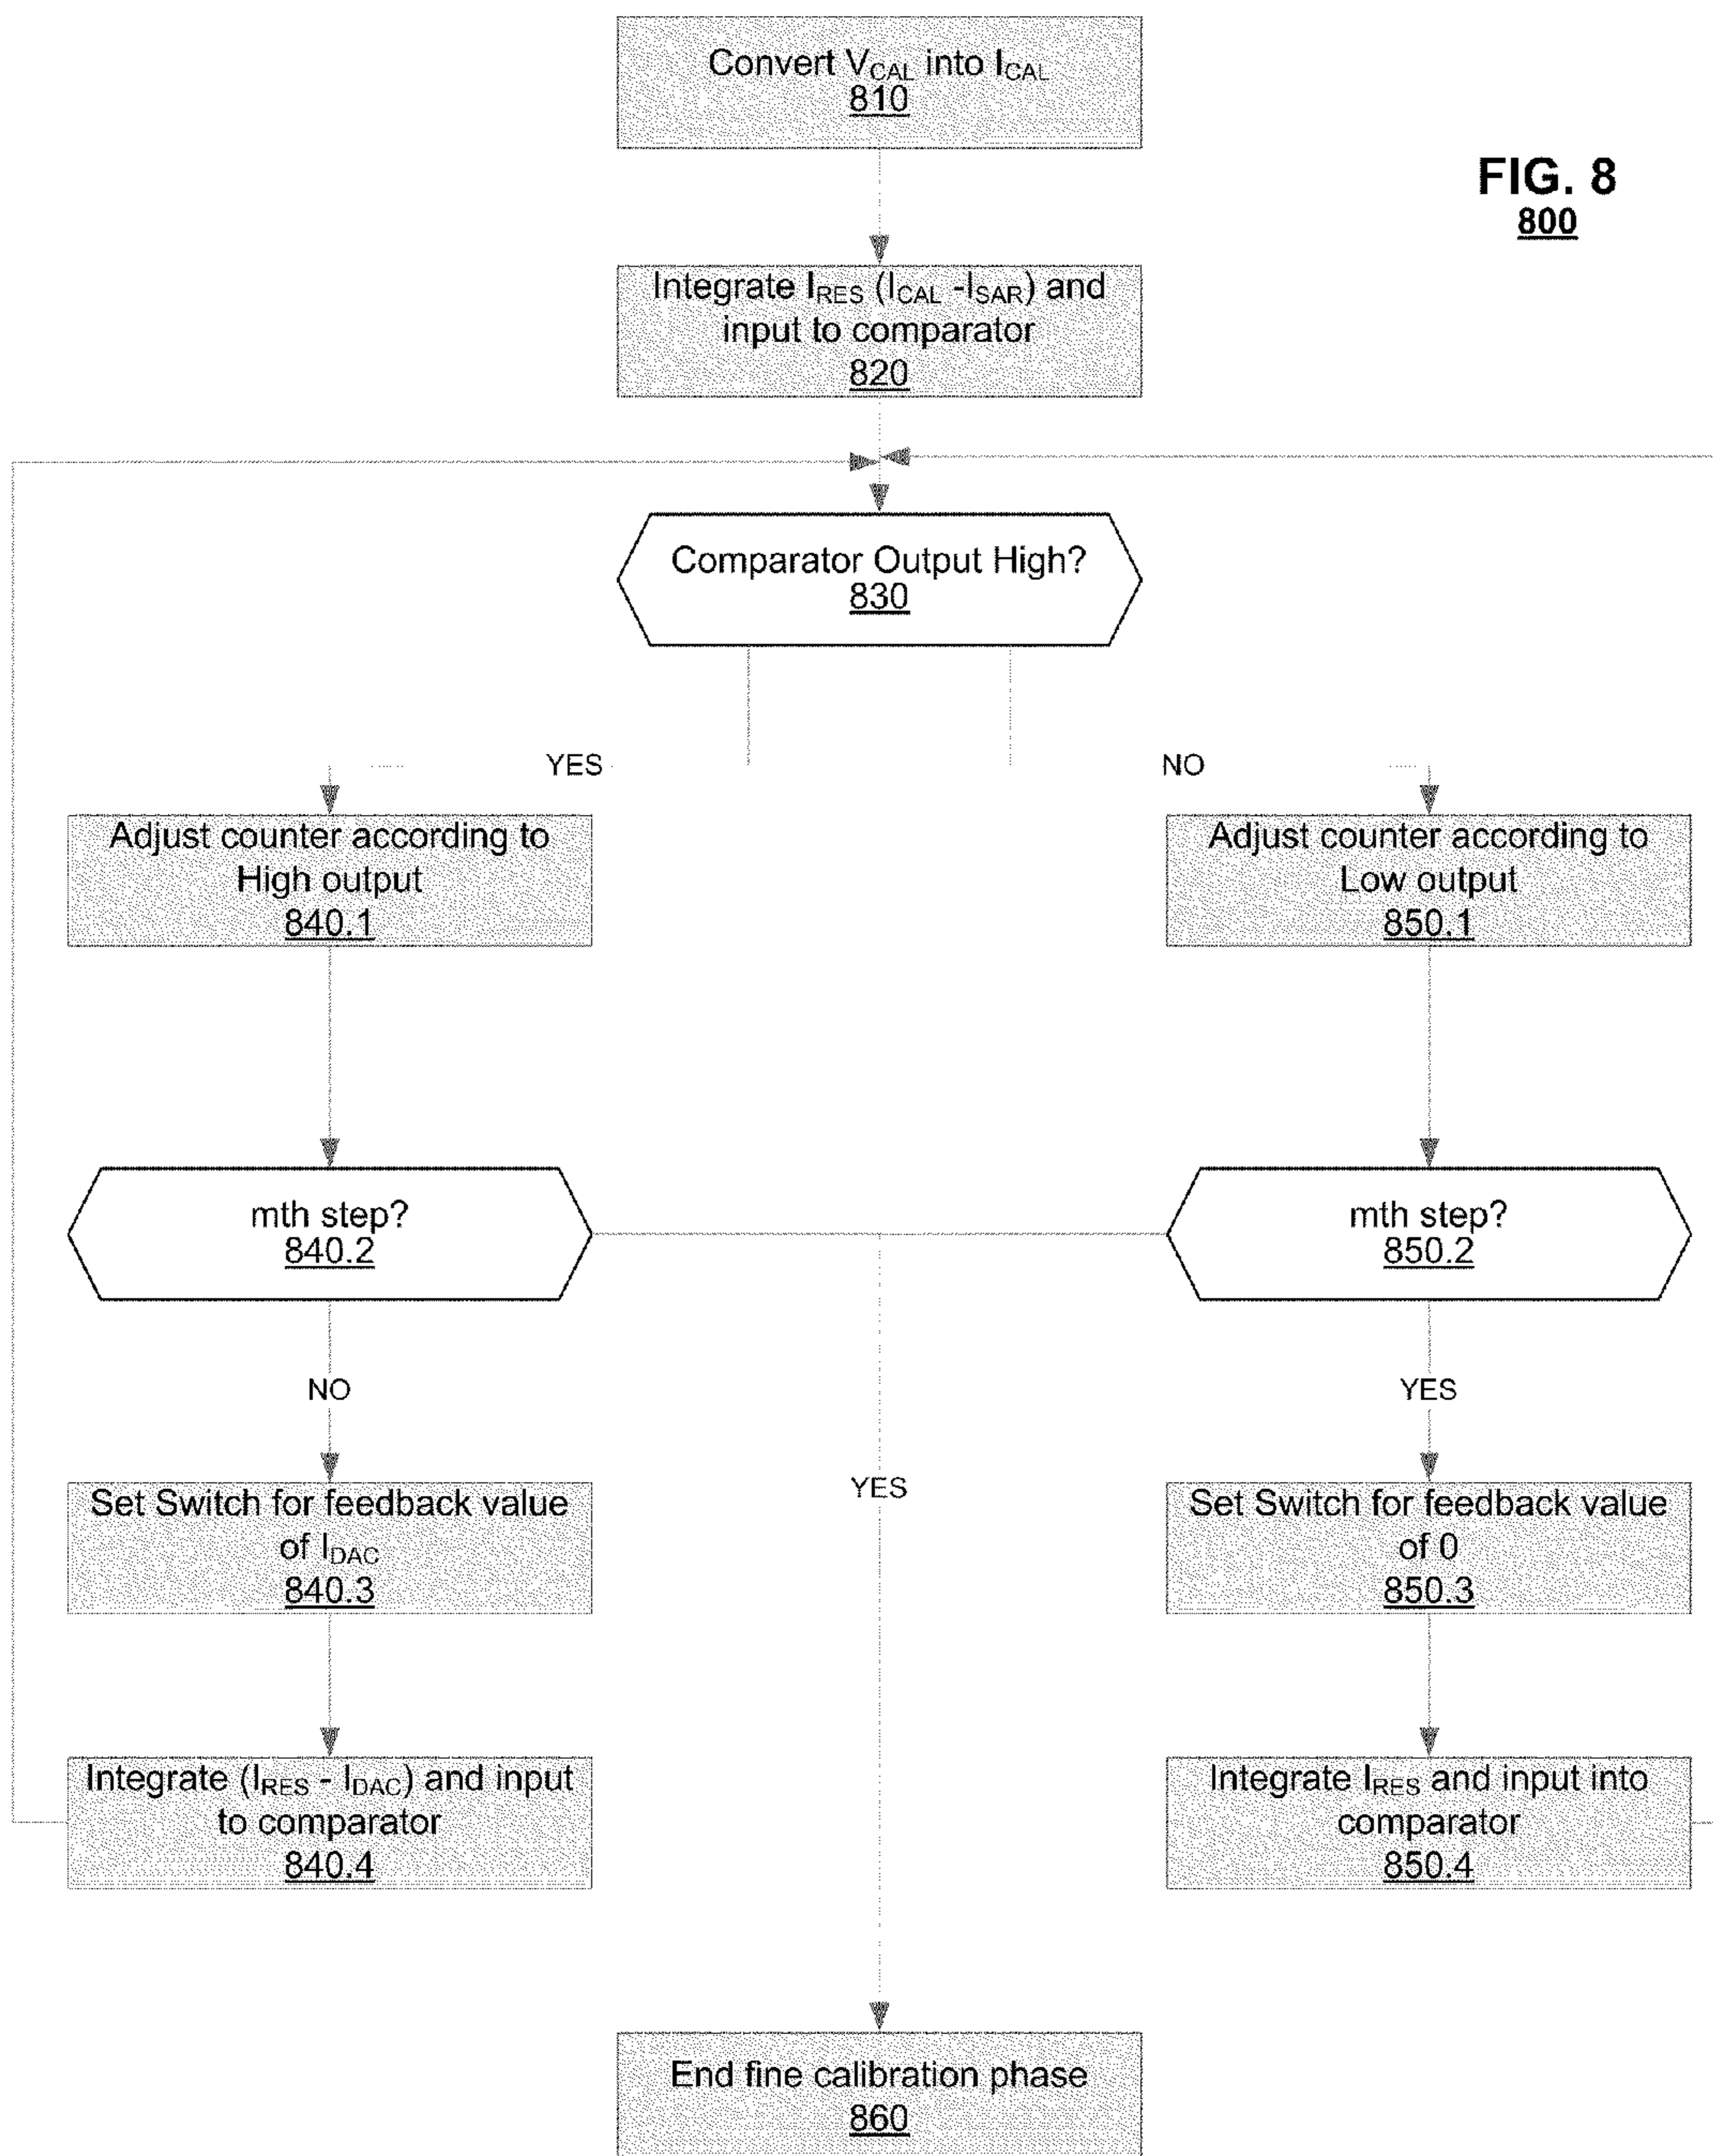 Convert VCAL into ICAL
810
FIG. 8
800
Integrate IRES (ICAL -ISAR) and
input to comparator
820
Comparator Output High?
830
YES
NO
Adjust counter according to
High output
840.1
Adjust counter according to
Low output
850.1
mth step?
840.2
mth step?
850.2
NO
YES
YES
Set Switch for feedback value
of IDAC
840.3
Set Switch for feedback value
of 0
850.3
Integrate (IRES - IDAC) and input
to comparator
840.4
Integrate IRES and input into
comparator
850.4
End fine calibration phase
860